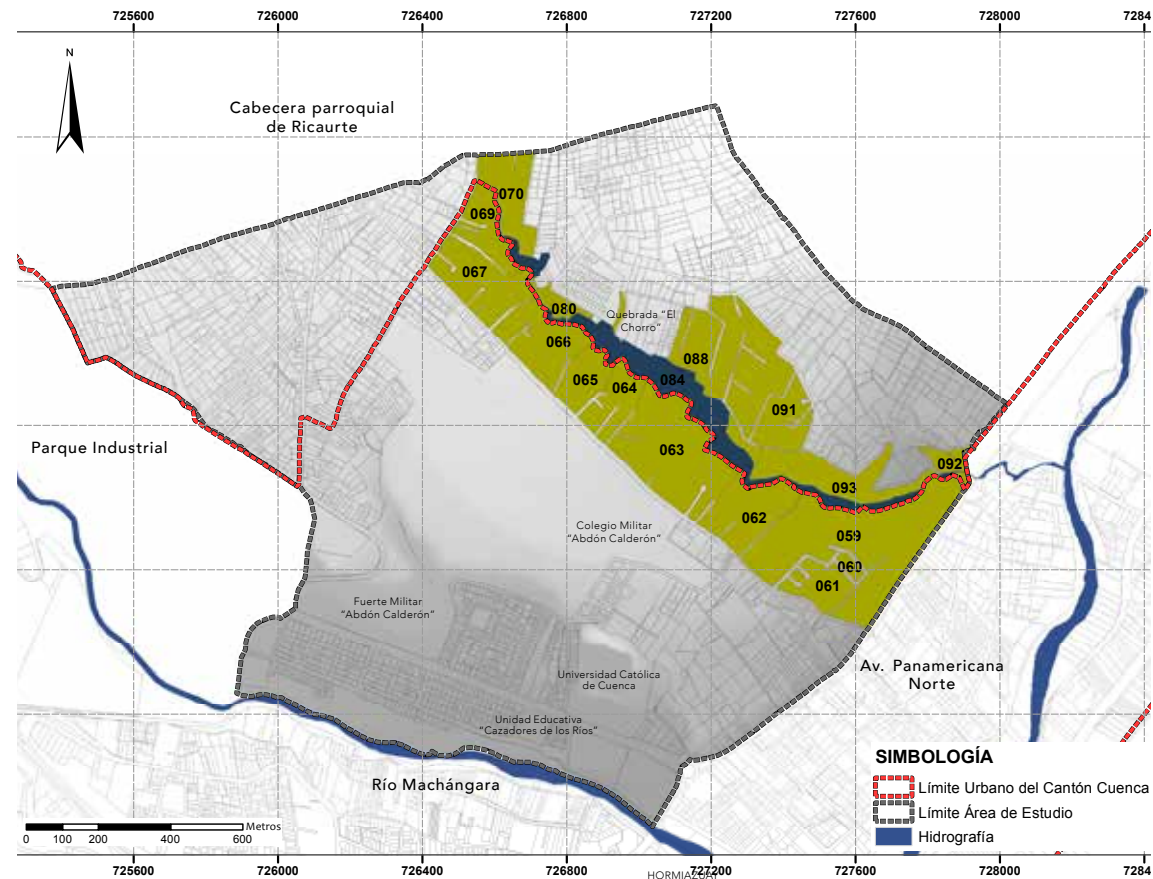 725600 726000 726400 726800 727200 727600 728000 7284
N
Cabecera parroquial
de Ricaurte
070
069
067
080
Quebrada “El
Chorro”
066
088
065
064
084
091
Parque Industrial
063
092
093
062
Colegio Militar
“Abdón Calderón”
059
060
061
Fuerte Militar
“Abdón Calderón”
Av. Panamericana
Norte
Universidad Católica
de Cuenca
Unidad Educativa
“Cazadores de los Ríos”
Río Machángara
SIMBOLOGÍA
Límite Urbano del Cantón Cuenca
Límite Área de Estudio
Hidrografía
Metros
0 100 200 400 600
725600 726000 726400 726800 727200 727600 728000 7284
HORMIAZUAY